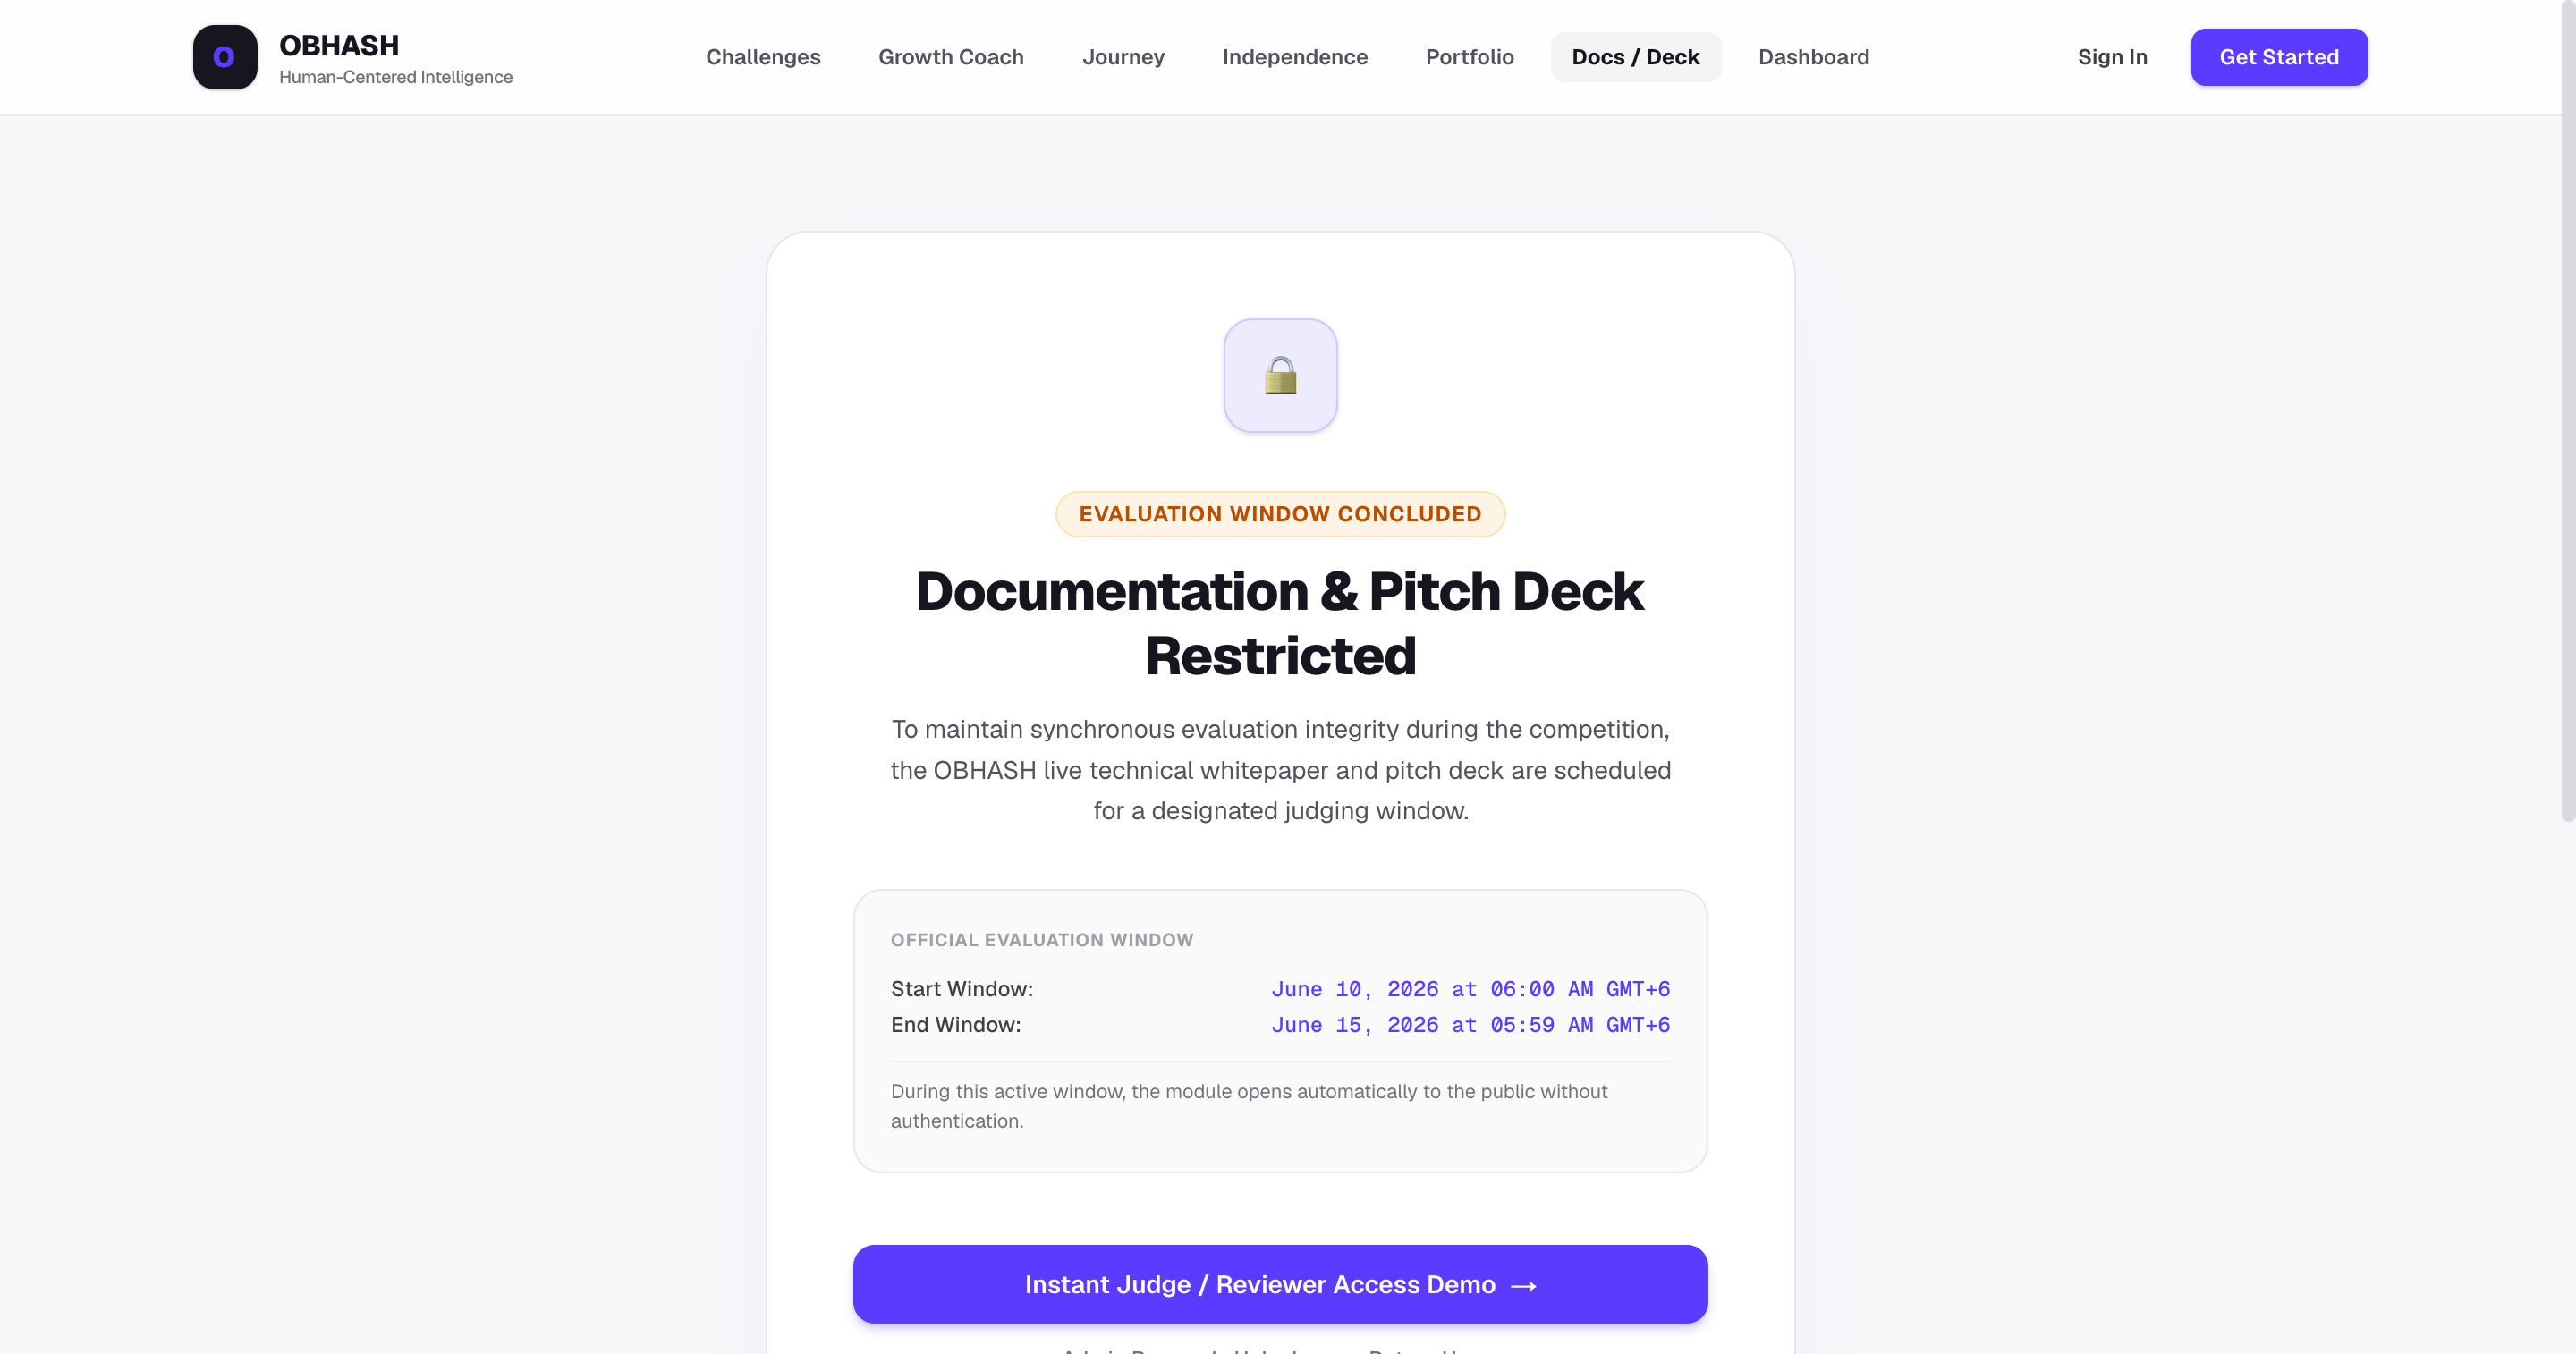 O
OBHASH
Human-Centered Intelligence
Challenges
Growth Coach
Journey
Independence
Portfolio
Docs / Deck
Dashboard
Sign In
Get Started
EVALUATION WINDOW CONCLUDED
Documentation & Pitch Deck
Restricted
To maintain synchronous evaluation integrity during the competition,
the OBHASH live technical whitepaper and pitch deck are scheduled
for a designated judging window.
OFFICIAL EVALUATION WINDOW
Start Window: June 10, 2026 at 06:00 AM GMT+6
End Window: June 15, 2026 at 05:59 AM GMT+6
During this active window, the module opens automatically to the public without
authentication.
Instant Judge / Reviewer Access Demo →